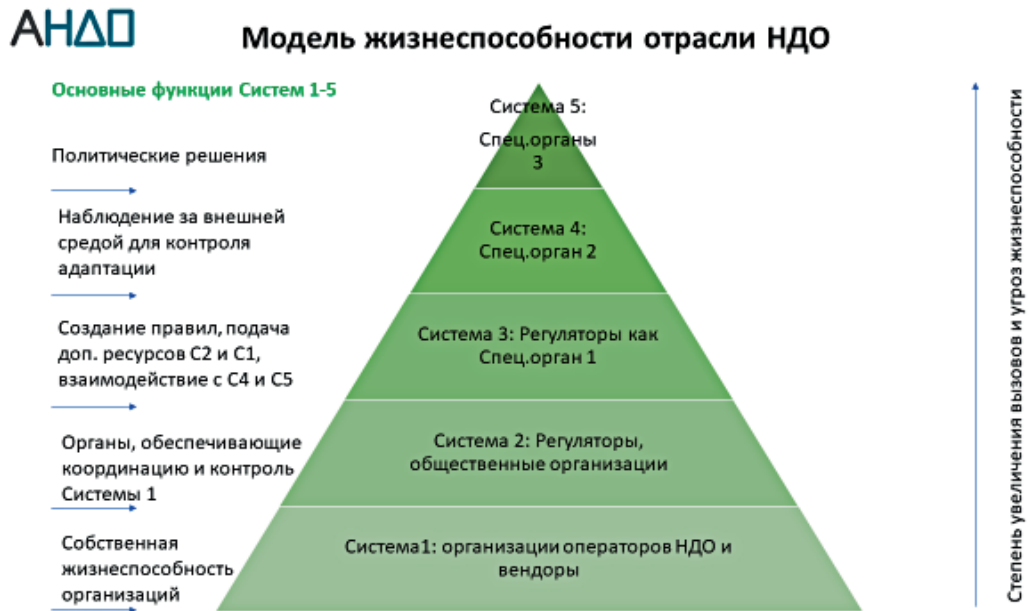 АНДО
Модель жизнеспособности отрасли НДО
Основные функции Систем 1-5
Политические решения
Наблюдение за внешней
средой для контроля
адаптации
Создание правил, подача
доп. ресурсов С2 и С1,
взаимодействие с С4 и С5
Органы, обеспечивающие
координацию и контроль
Системы 1
Собственная
жизнеспособность
организаций
Система 5:
Спец.органы
3
Система 4:
Спец.орган 2
Система 3: Регуляторы как
Спец.орган 1
Система 2: Регуляторы,
общественные организации
Система1: организации операторов НДО и
вендоры
Степень увеличения вызовов и угроз жизнеспособности